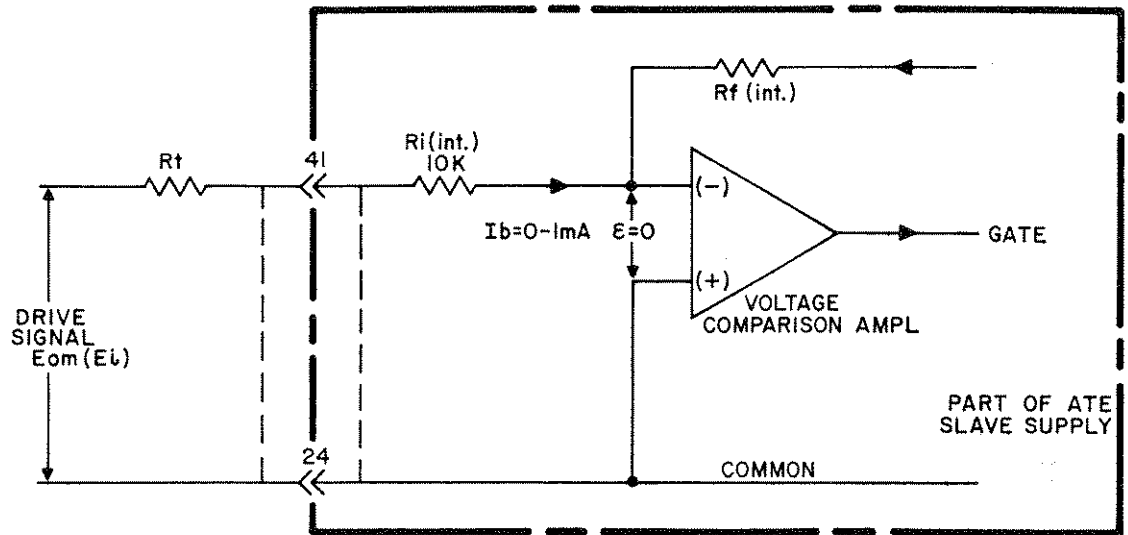 Rf (int.)
Rt
41
Ri (int.)
10K
(-)
Ib=0-1mA
ε=0
GATE
(+)
VOLTAGE
COMPARISON AMPL
DRIVE
SIGNAL
Eom (Ei)
PART OF ATE
SLAVE SUPPLY
24
COMMON